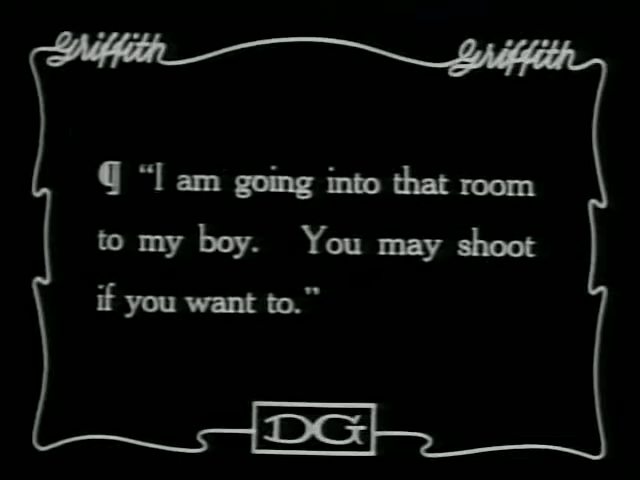 Griffith Griffith
¶ “I am going into that room
to my boy. You may shoot
if you want to.”
DG